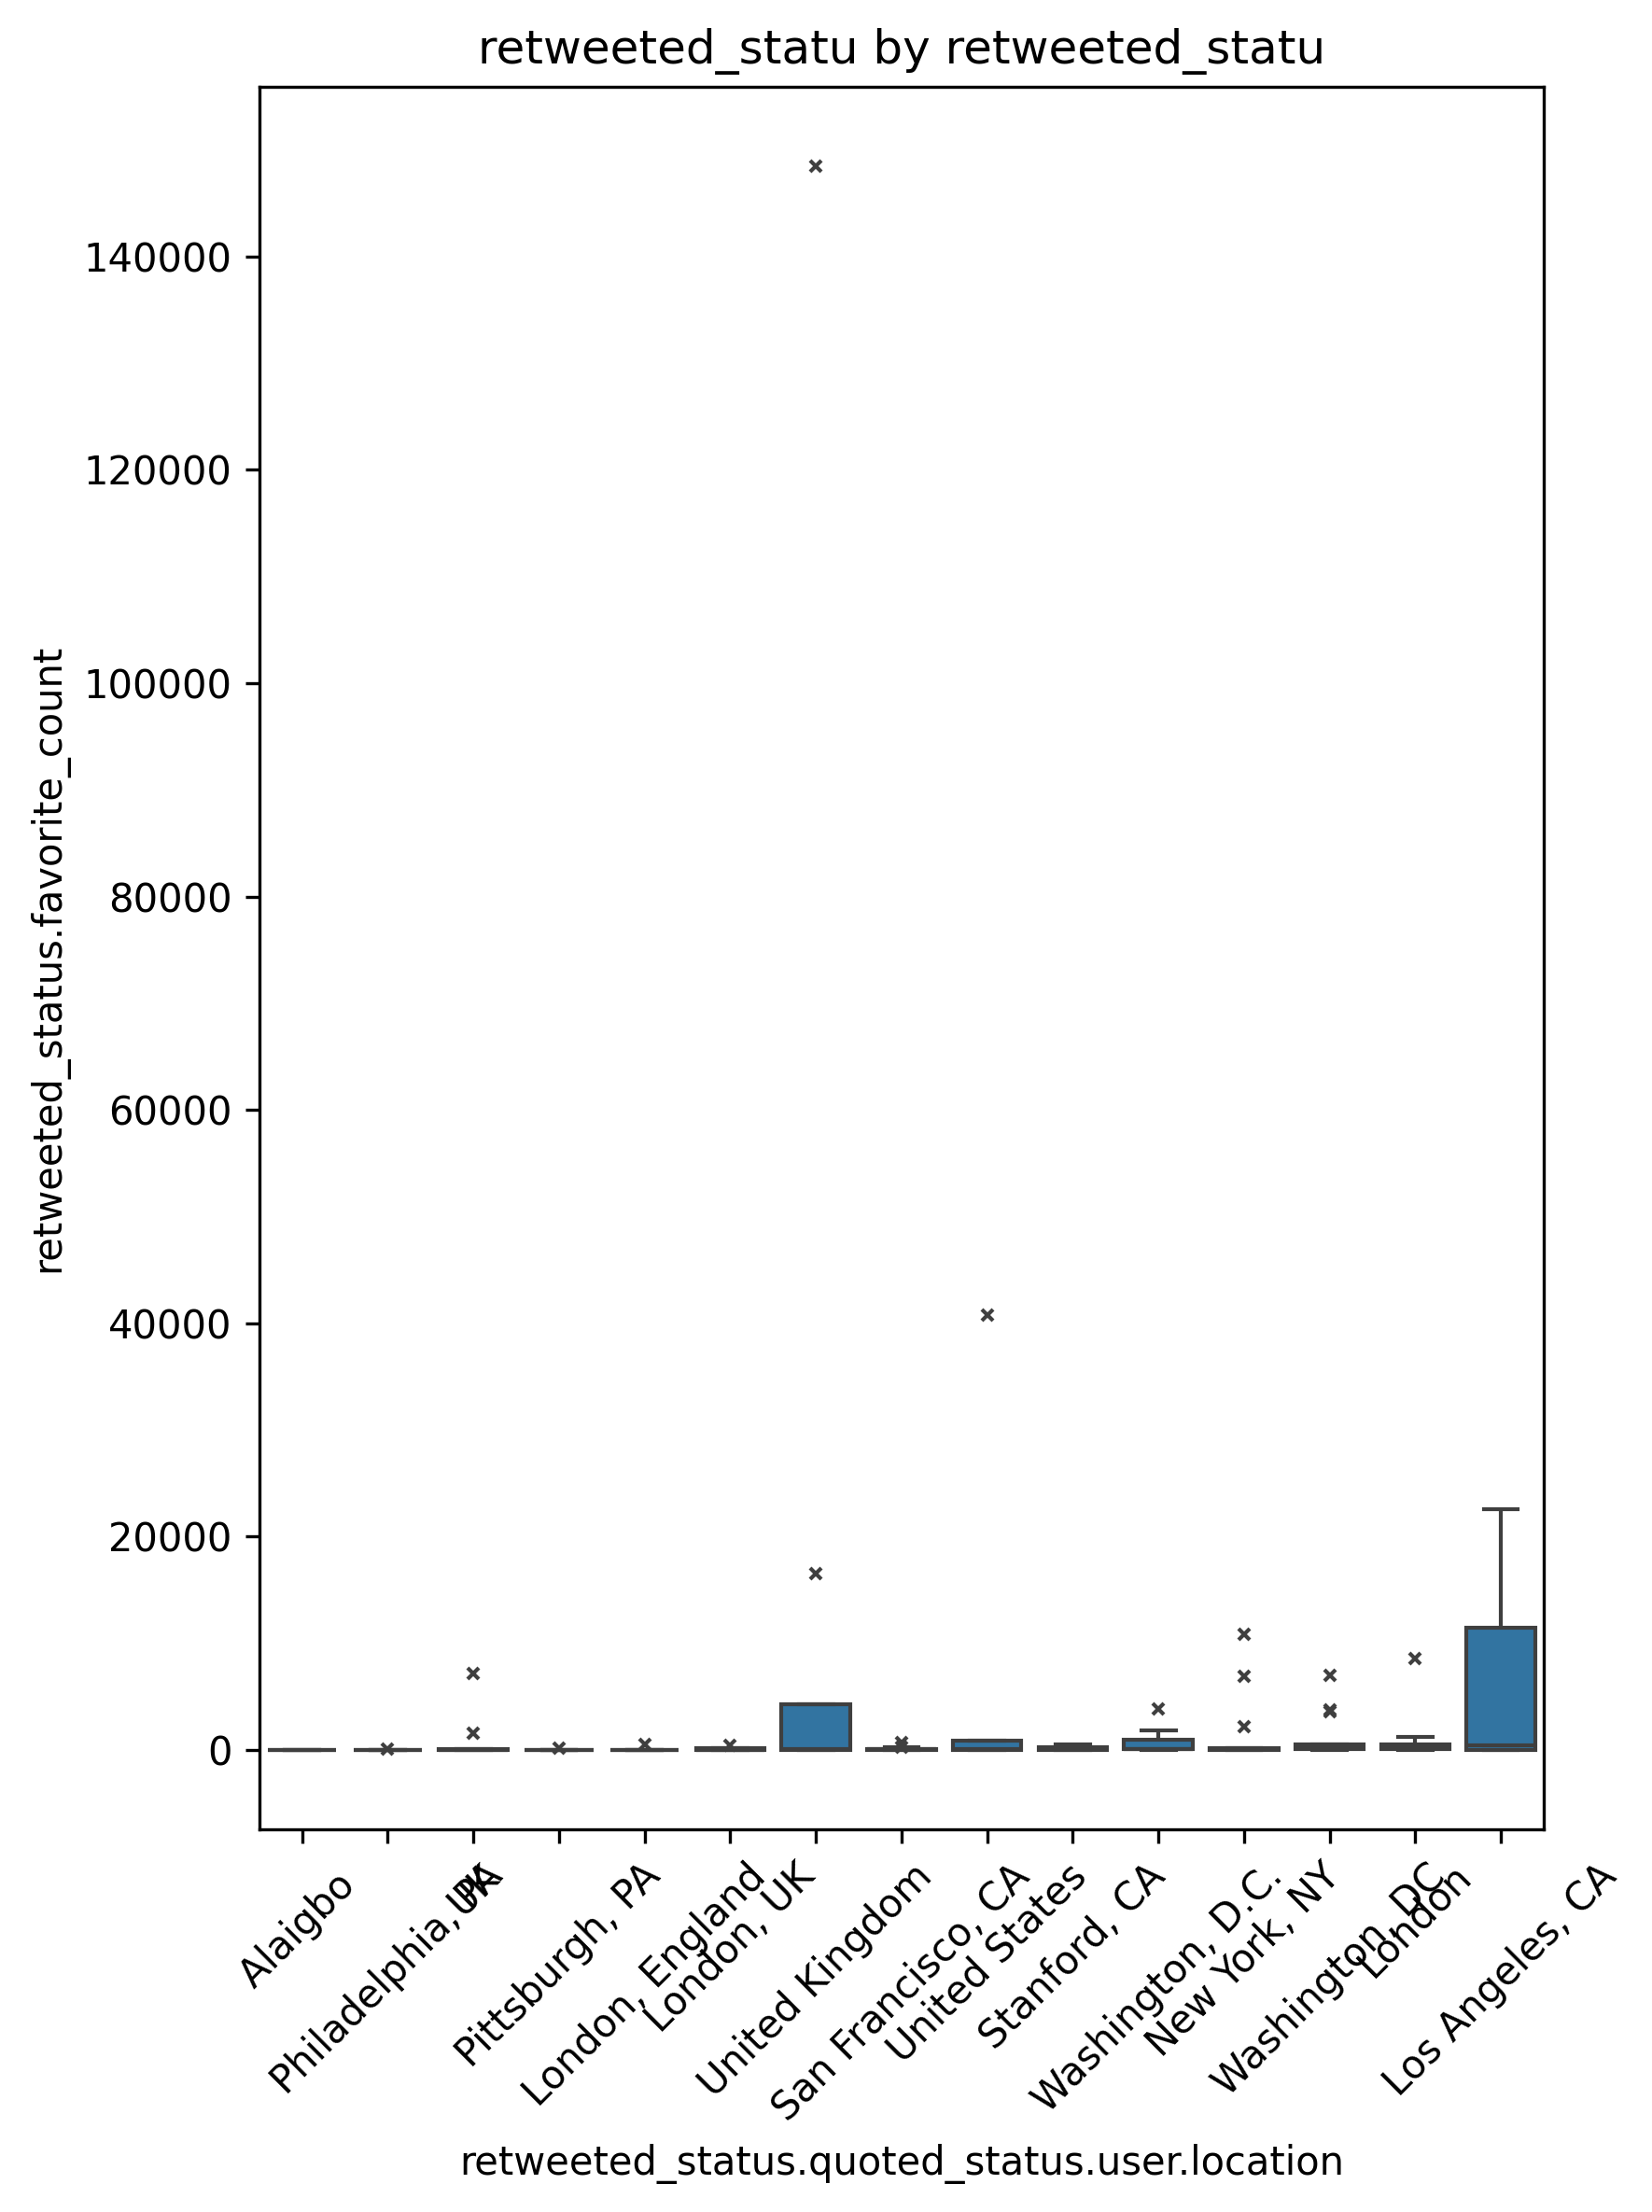 retweeted_statu by retweeted_statu
retweeted_status.favorite_count
140000
120000
100000
80000
60000
40000
20000
0
Alaigbo
Philadelphia, PA
UK
Pittsburgh, PA
London, England
London, UK
United Kingdom
San Francisco, CA
United States
Stanford, CA
Washington, D.C.
New York, NY
Washington, DC
London
Los Angeles, CA
retweeted_status.quoted_status.user.location